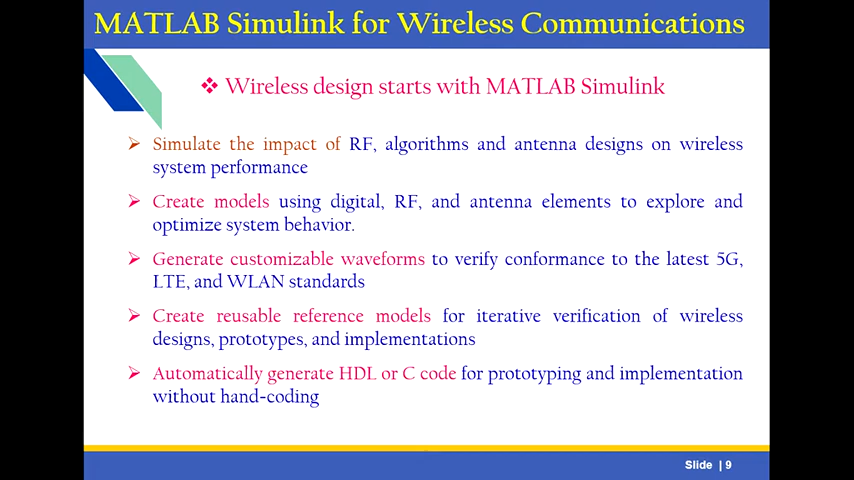 MATLAB Simulink for Wireless Communications
❖ Wireless design starts with MATLAB Simulink
➢ Simulate the impact of RF, algorithms and antenna designs on wireless
system performance
➢ Create models using digital, RF, and antenna elements to explore and
optimize system behavior.
➢ Generate customizable waveforms to verify conformance to the latest 5G,
LTE, and WLAN standards
➢ Create reusable reference models for iterative verification of wireless
designs, prototypes, and implementations
➢ Automatically generate HDL or C code for prototyping and implementation
without hand-coding
Slide | 9